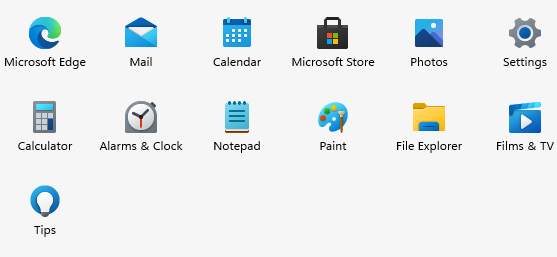 Microsoft Edge
Mail
Calendar
Microsoft Store
Photos
Settings
Calculator
Alarms & Clock
Notepad
Paint
File Explorer
Films & TV
Tips